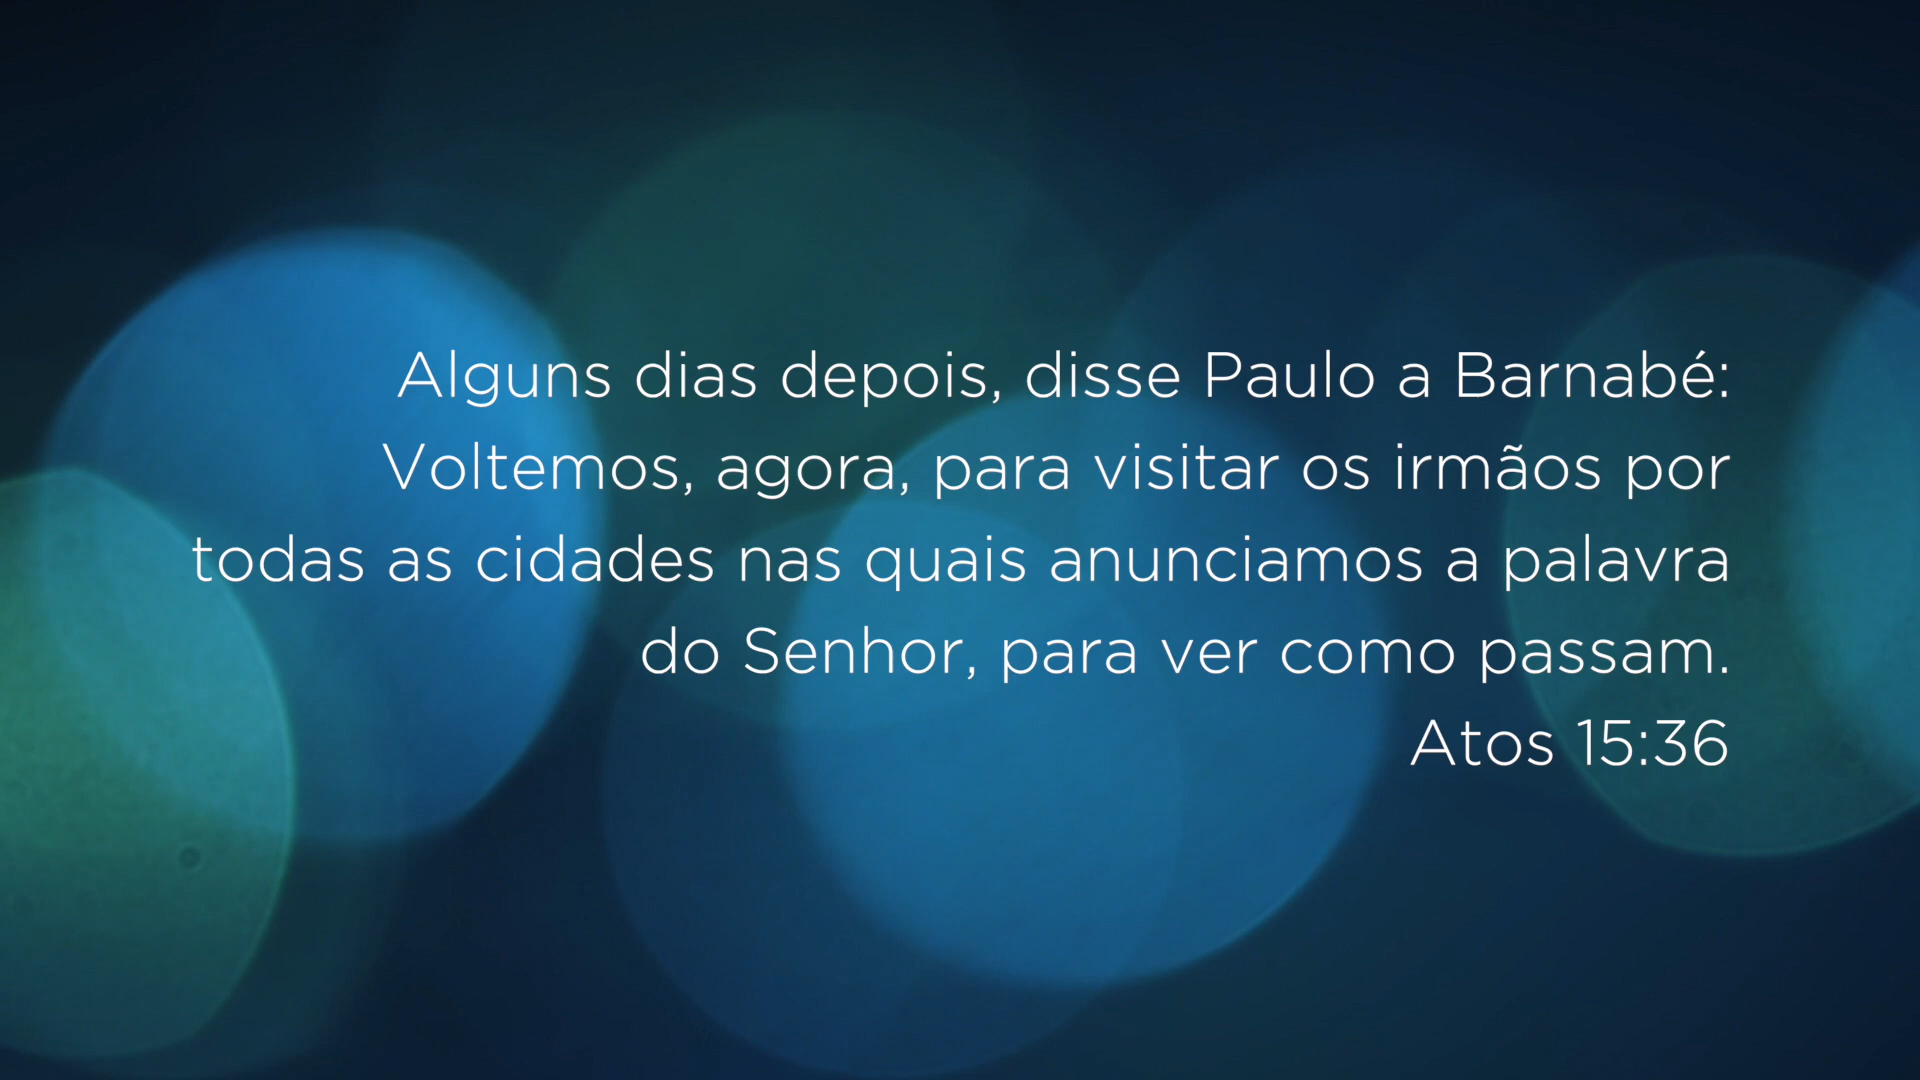 Alguns dias depois, disse Paulo a Barnabé:
Voltemos, agora, para visitar os irmãos por
todas as cidades nas quais anunciamos a palavra
do Senhor, para ver como passam.
Atos 15:36